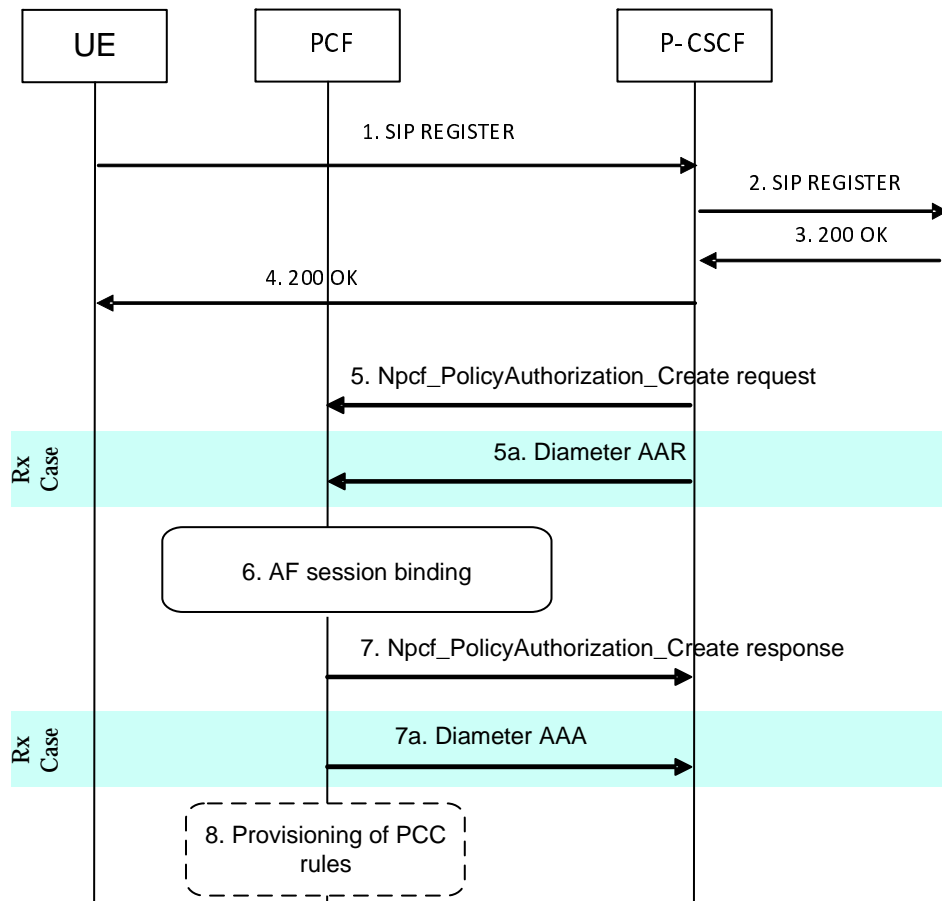 UE
PCF
P-CSCF
1. SIP REGISTER
2. SIP REGISTER
3. 200 OK
4. 200 OK
5. Npcf_PolicyAuthorization_Create request
Rx
Case
5a. Diameter AAR
6. AF session binding
7. Npcf_PolicyAuthorization_Create response
Rx
Case
7a. Diameter AAA
8. Provisioning of PCC
rules